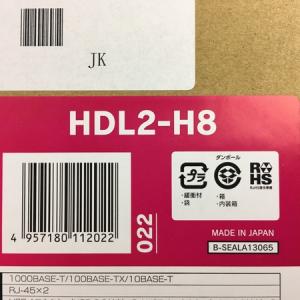 JK
HDL2-H8
4 957180 112022
022
プラ
・緩衝材
・袋
ダンボール
・箱
・内装箱
R HS
MADE IN JAPAN
B-SEALA13065
1000BASE-T/100BASE-TX/10BASE-T
RJ-45×2